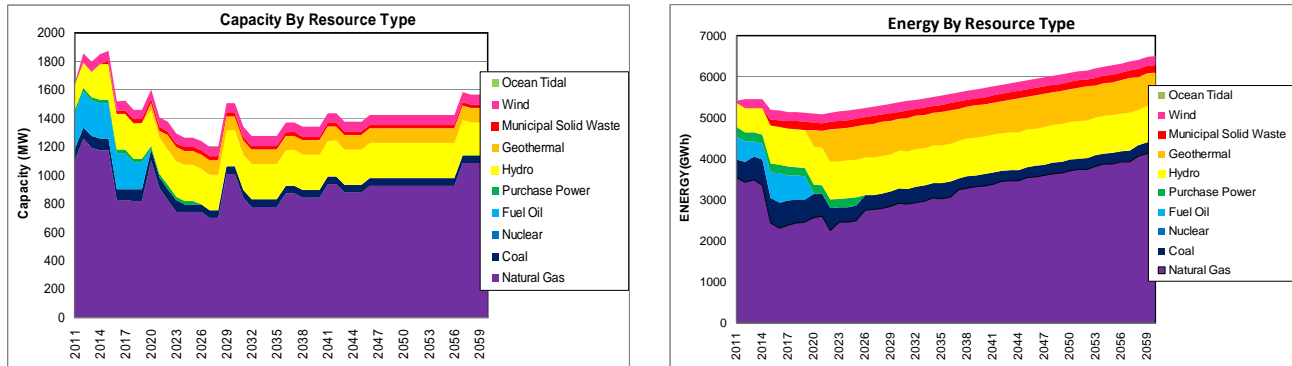 Capacity By Resource Type
Capacity (MW)
2000
1800
1600
1400
1200
1000
800
600
400
200
0
2011
2014
2017
2020
2023
2026
2029
2032
2035
2038
2041
2044
2047
2050
2053
2056
2059
Ocean Tidal
Wind
Municipal Solid Waste
Geothermal
Hydro
Purchase Power
Fuel Oil
Nuclear
Coal
Natural Gas
Energy By Resource Type
ENERGY(GWh)
7000
6000
5000
4000
3000
2000
1000
0
2011
2014
2017
2020
2023
2026
2029
2032
2035
2038
2041
2044
2047
2050
2053
2056
2059
Ocean Tidal
Wind
Municipal Solid Waste
Geothermal
Hydro
Purchase Power
Fuel Oil
Nuclear
Coal
Natural Gas